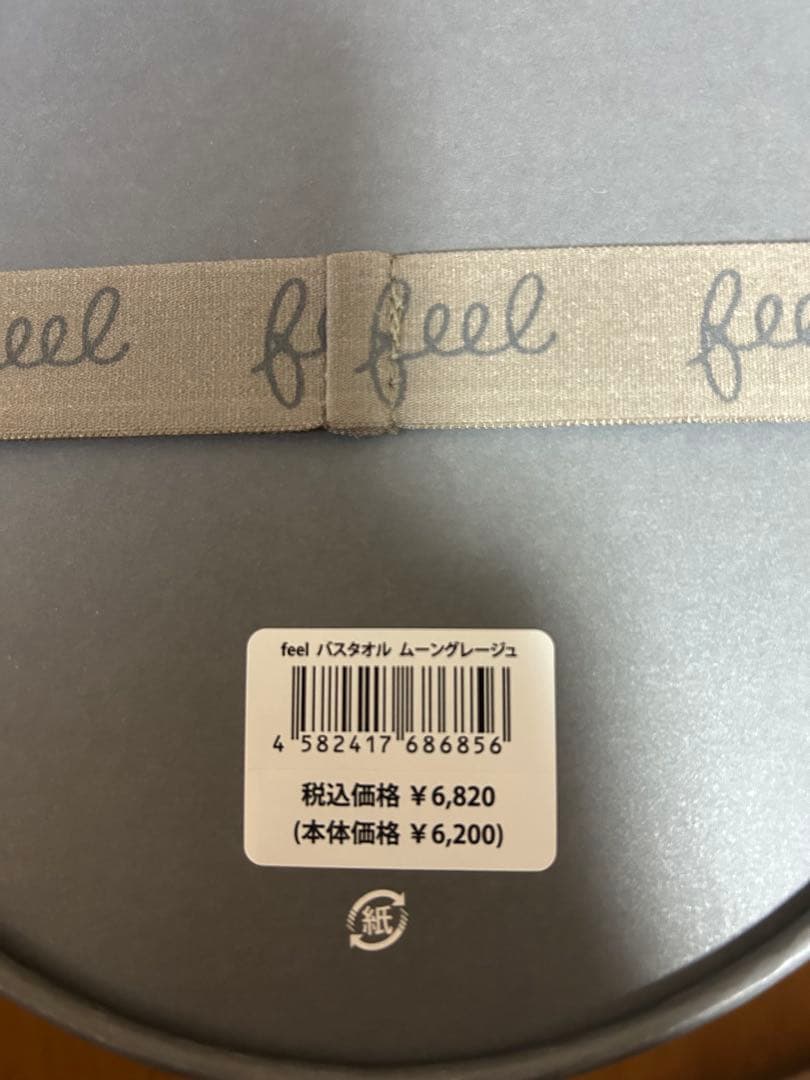 feel feel feel feel
feel バスタオル ムーングレージュ
4 582417 686856
税込価格 ¥6,820
(本体価格 ¥6,200)
紙